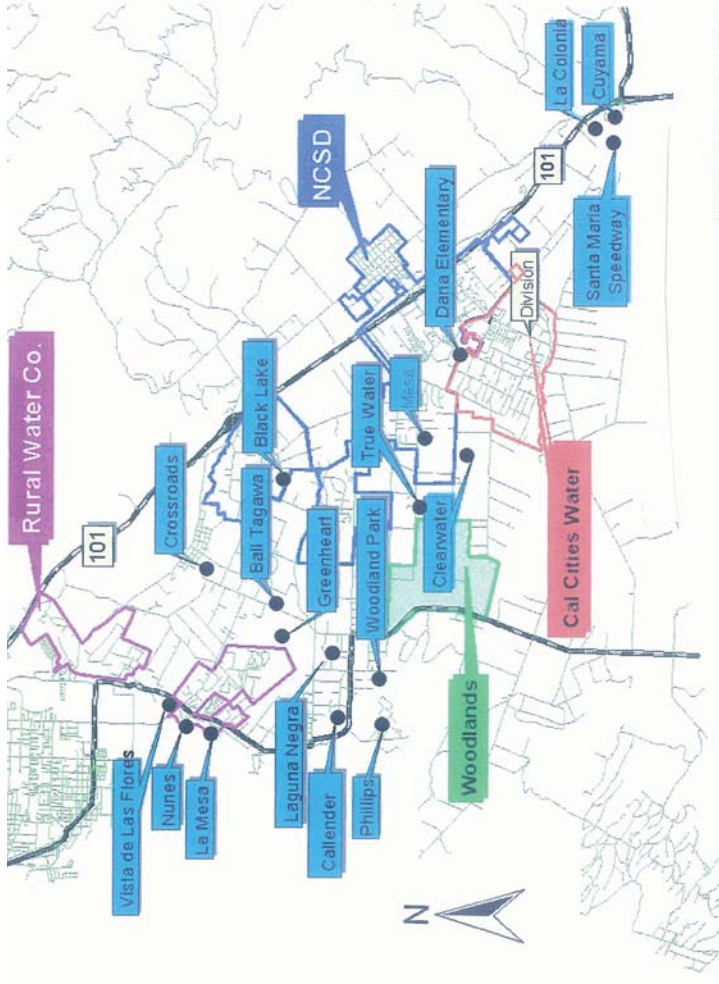 Rural Water Co.
101
Crossroads
Ball Tagawa
Black Lake
Greenheart
NCSD
Vista de Las Flores
Nunes
La Mesa
Laguna Negra
Callender
Phillips
Woodland Park
True Water
Mesa
Clearwater
Dana Elementary
Division
101
La Colonia
Cuyama
Santa Maria
Speedway
Cal Cities Water
Woodlands
N